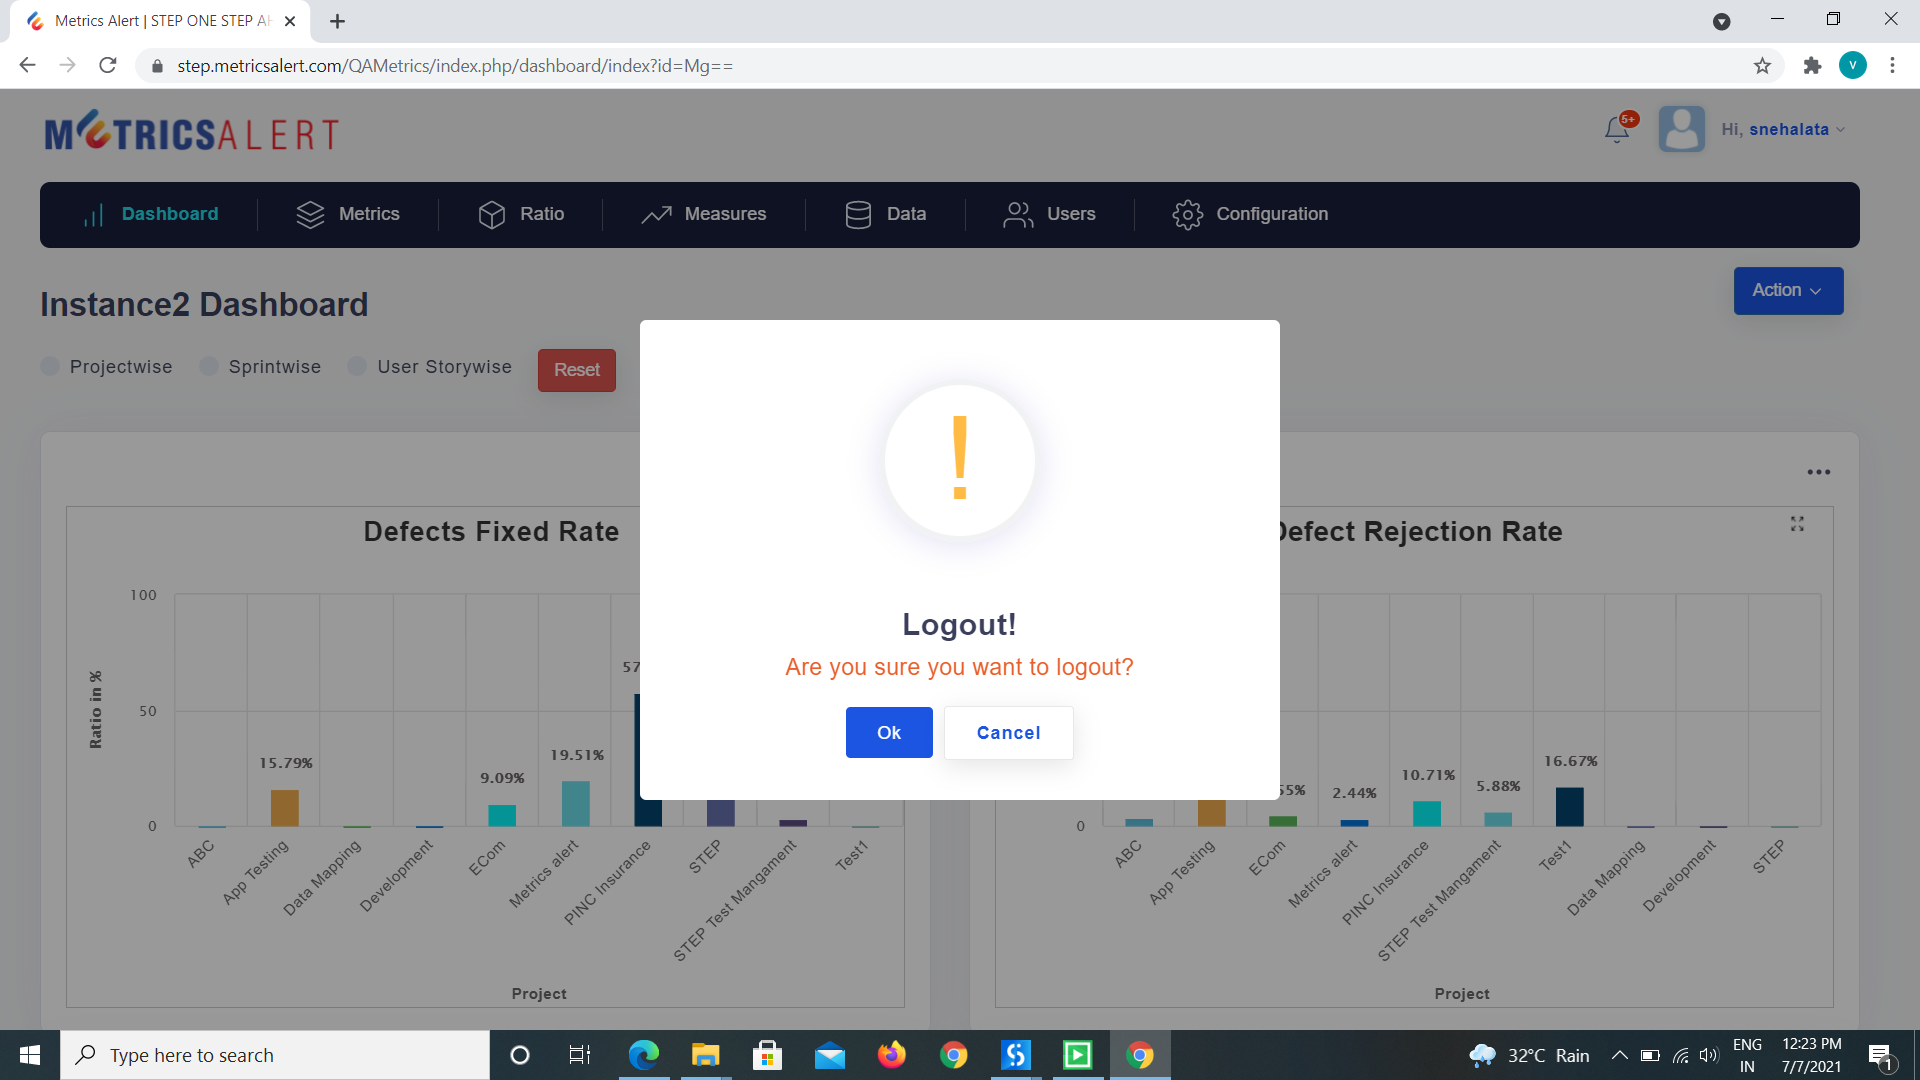 Metrics Alert | STEP ONE STEP AH
step.metricsalert.com/QAMetrics/index.php/dashboard/index?id=Mg==
V
METRICSALERT
5+
Hi, snehalata
Dashboard
Metrics
Ratio
Measures
Data
Users
Configuration
Instance2 Dashboard
Action
Projectwise
Sprintwise
User Storywise
Reset
Defects Fixed Rate
100
50
0
Ratio in %
15.79%
9.09%
19.51%
57
ABC
App Testing
Data Mapping
Development
ECom
Metrics alert
PINC Insurance
STEP
STEP Test Mangament
Test1
Project
!
Logout!
Are you sure you want to logout?
Ok
Cancel
Defect Rejection Rate
0
55%
2.44%
10.71%
5.88%
16.67%
ABC
App Testing
ECom
Metrics alert
PINC Insurance
STEP Test Mangament
Test1
Data Mapping
Development
STEP
Project
Type here to search
32°C Rain
ENG
IN
12:23 PM
7/7/2021
1